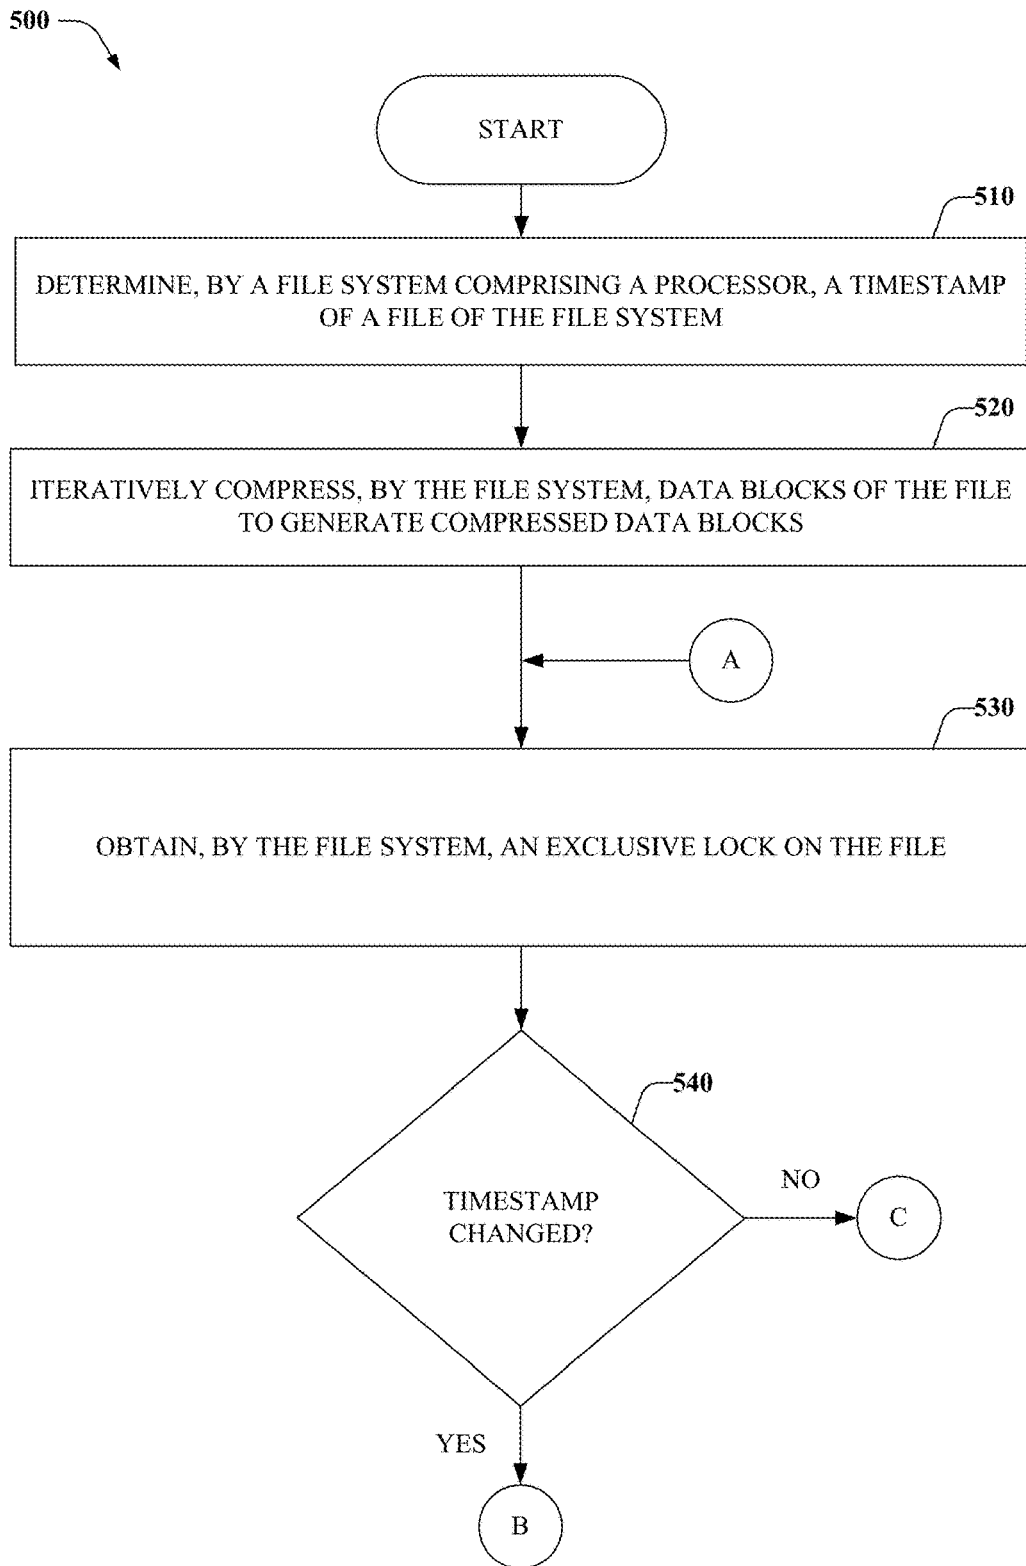 500
START
510
DETERMINE, BY A FILE SYSTEM COMPRISING A PROCESSOR, A TIMESTAMP
OF A FILE OF THE FILE SYSTEM
520
ITERATIVELY COMPRESS, BY THE FILE SYSTEM, DATA BLOCKS OF THE FILE
TO GENERATE COMPRESSED DATA BLOCKS
A
530
OBTAIN, BY THE FILE SYSTEM, AN EXCLUSIVE LOCK ON THE FILE
540
TIMESTAMP
CHANGED?
NO
C
YES
B